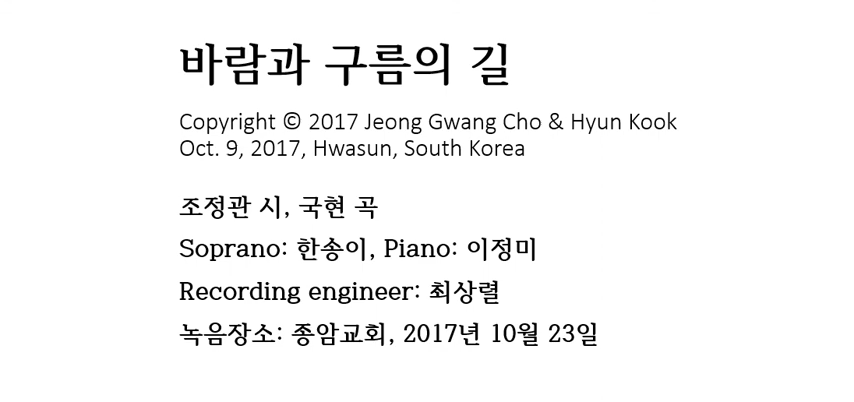 바람과 구름의 길
Copyright © 2017 Jeong Gwang Cho & Hyun Kook
Oct. 9, 2017, Hwasun, South Korea
조정관 시, 국현 곡
Soprano: 한송이, Piano: 이정미
Recording engineer: 최상렬
녹음장소: 종암교회, 2017년 10월 23일